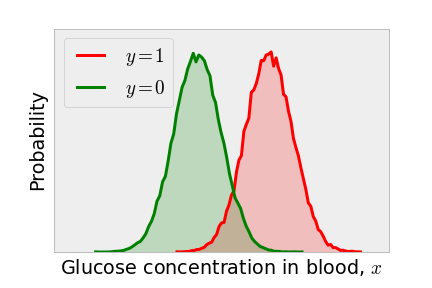 y = 1
y = 0
Probability
Glucose concentration in blood, x